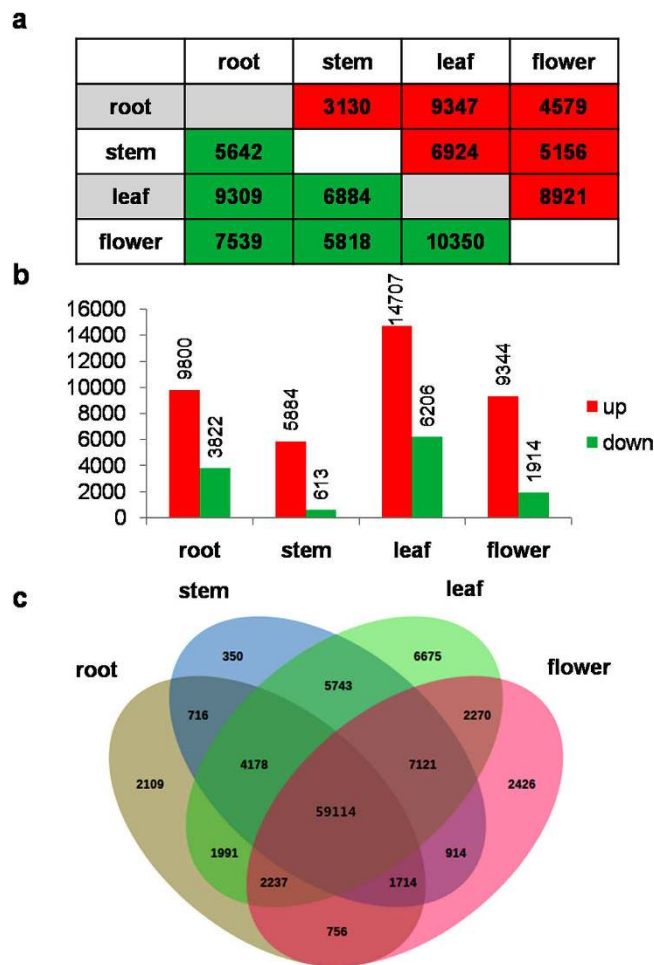 a
root stem leaf flower
root 3130 9347 4579
stem 5642 6924 5156
leaf 9309 6884 8921
flower 7539 5818 10350
b
16000
14000
12000
10000
8000
6000
4000
2000
0
9800
3822
5884
613
14707
6206
9344
1914
up
down
root stem leaf flower
c
stem leaf
root flower
350 6675
5743
716 2270
4178 7121
2109 2426
59114
1991 914
2237 1714
756